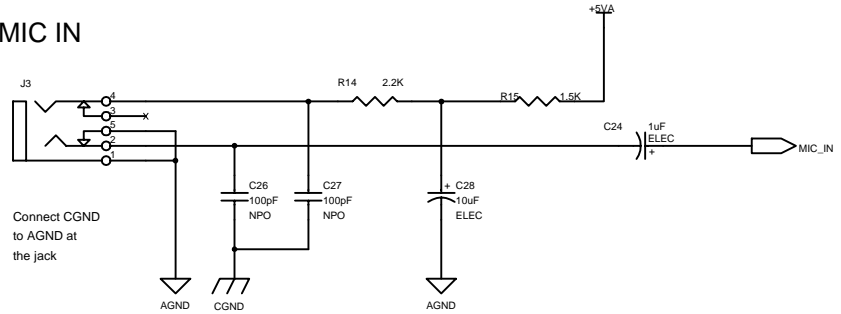 MIC IN
+5VA
J3
R14 2.2K
R15 1.5K
4
3
5
2
1
x
C24 1uF
ELEC
+
MIC_IN
C26
100pF
NPO
C27
100pF
NPO
+ C28
10uF
ELEC
Connect CGND
to AGND at
the jack
AGND CGND AGND